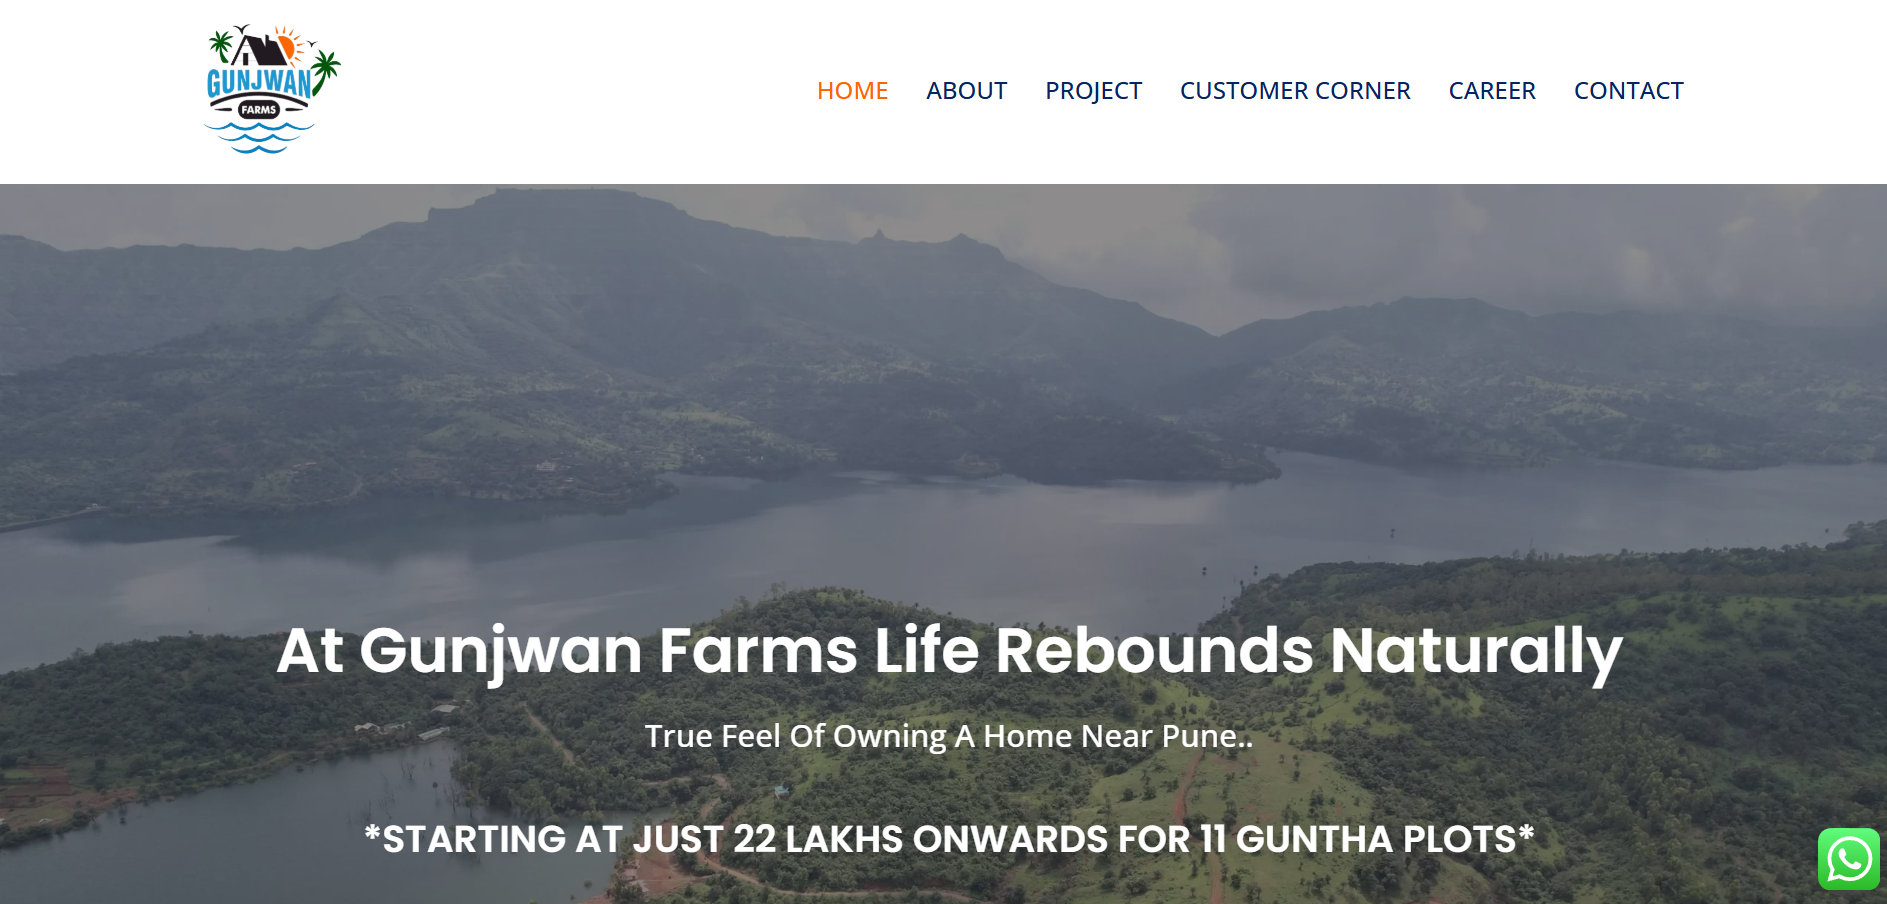 GUNJWAN
FARMS
HOME ABOUT PROJECT CUSTOMER CORNER CAREER CONTACT
At Gunjwan Farms Life Rebounds Naturally
True Feel Of Owning A Home Near Pune..
*STARTING AT JUST 22 LAKHS ONWARDS FOR 11 GUNTHA PLOTS*